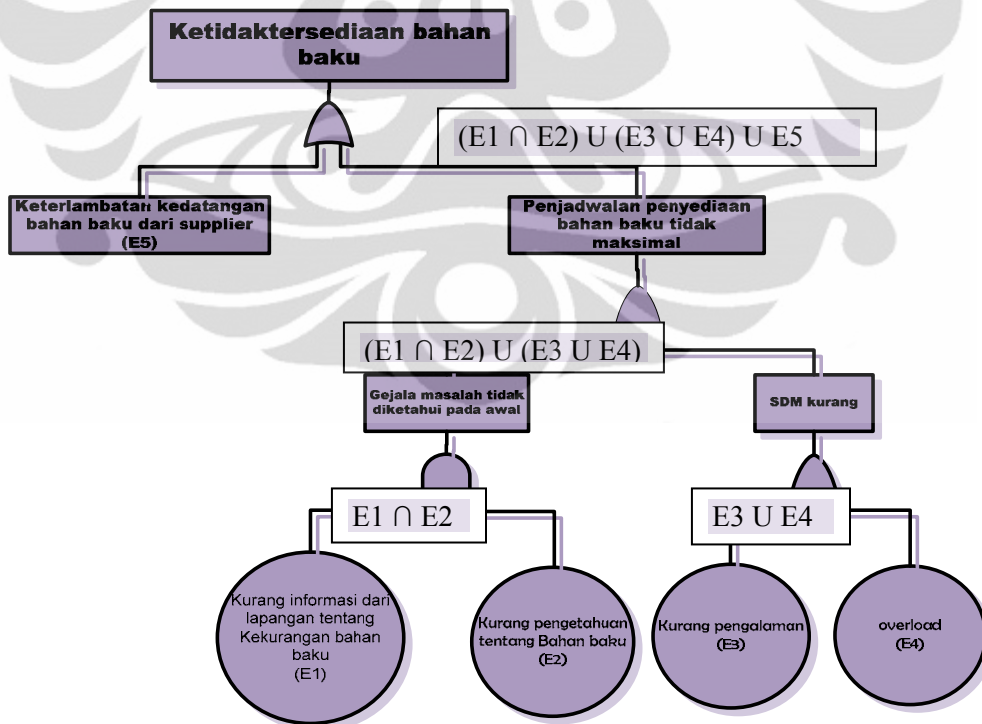 Ketidaktersediaan bahan
baku
(E1 ∩ E2) U (E3 U E4) U E5
Keterlambatan kedatangan
bahan baku dari supplier
(E5)
Penjadwalan penyediaan
bahan baku tidak
maksimal
(E1 ∩ E2) U (E3 U E4)
Gejala masalah tidak
diketahui pada awal
SDM kurang
E1 ∩ E2
E3 U E4
Kurang informasi dari
lapangan tentang
Kekurangan bahan
baku
(E1)
Kurang pengetahuan
tentang Bahan baku
(E2)
Kurang pengalaman
(E3)
overload
(E4)